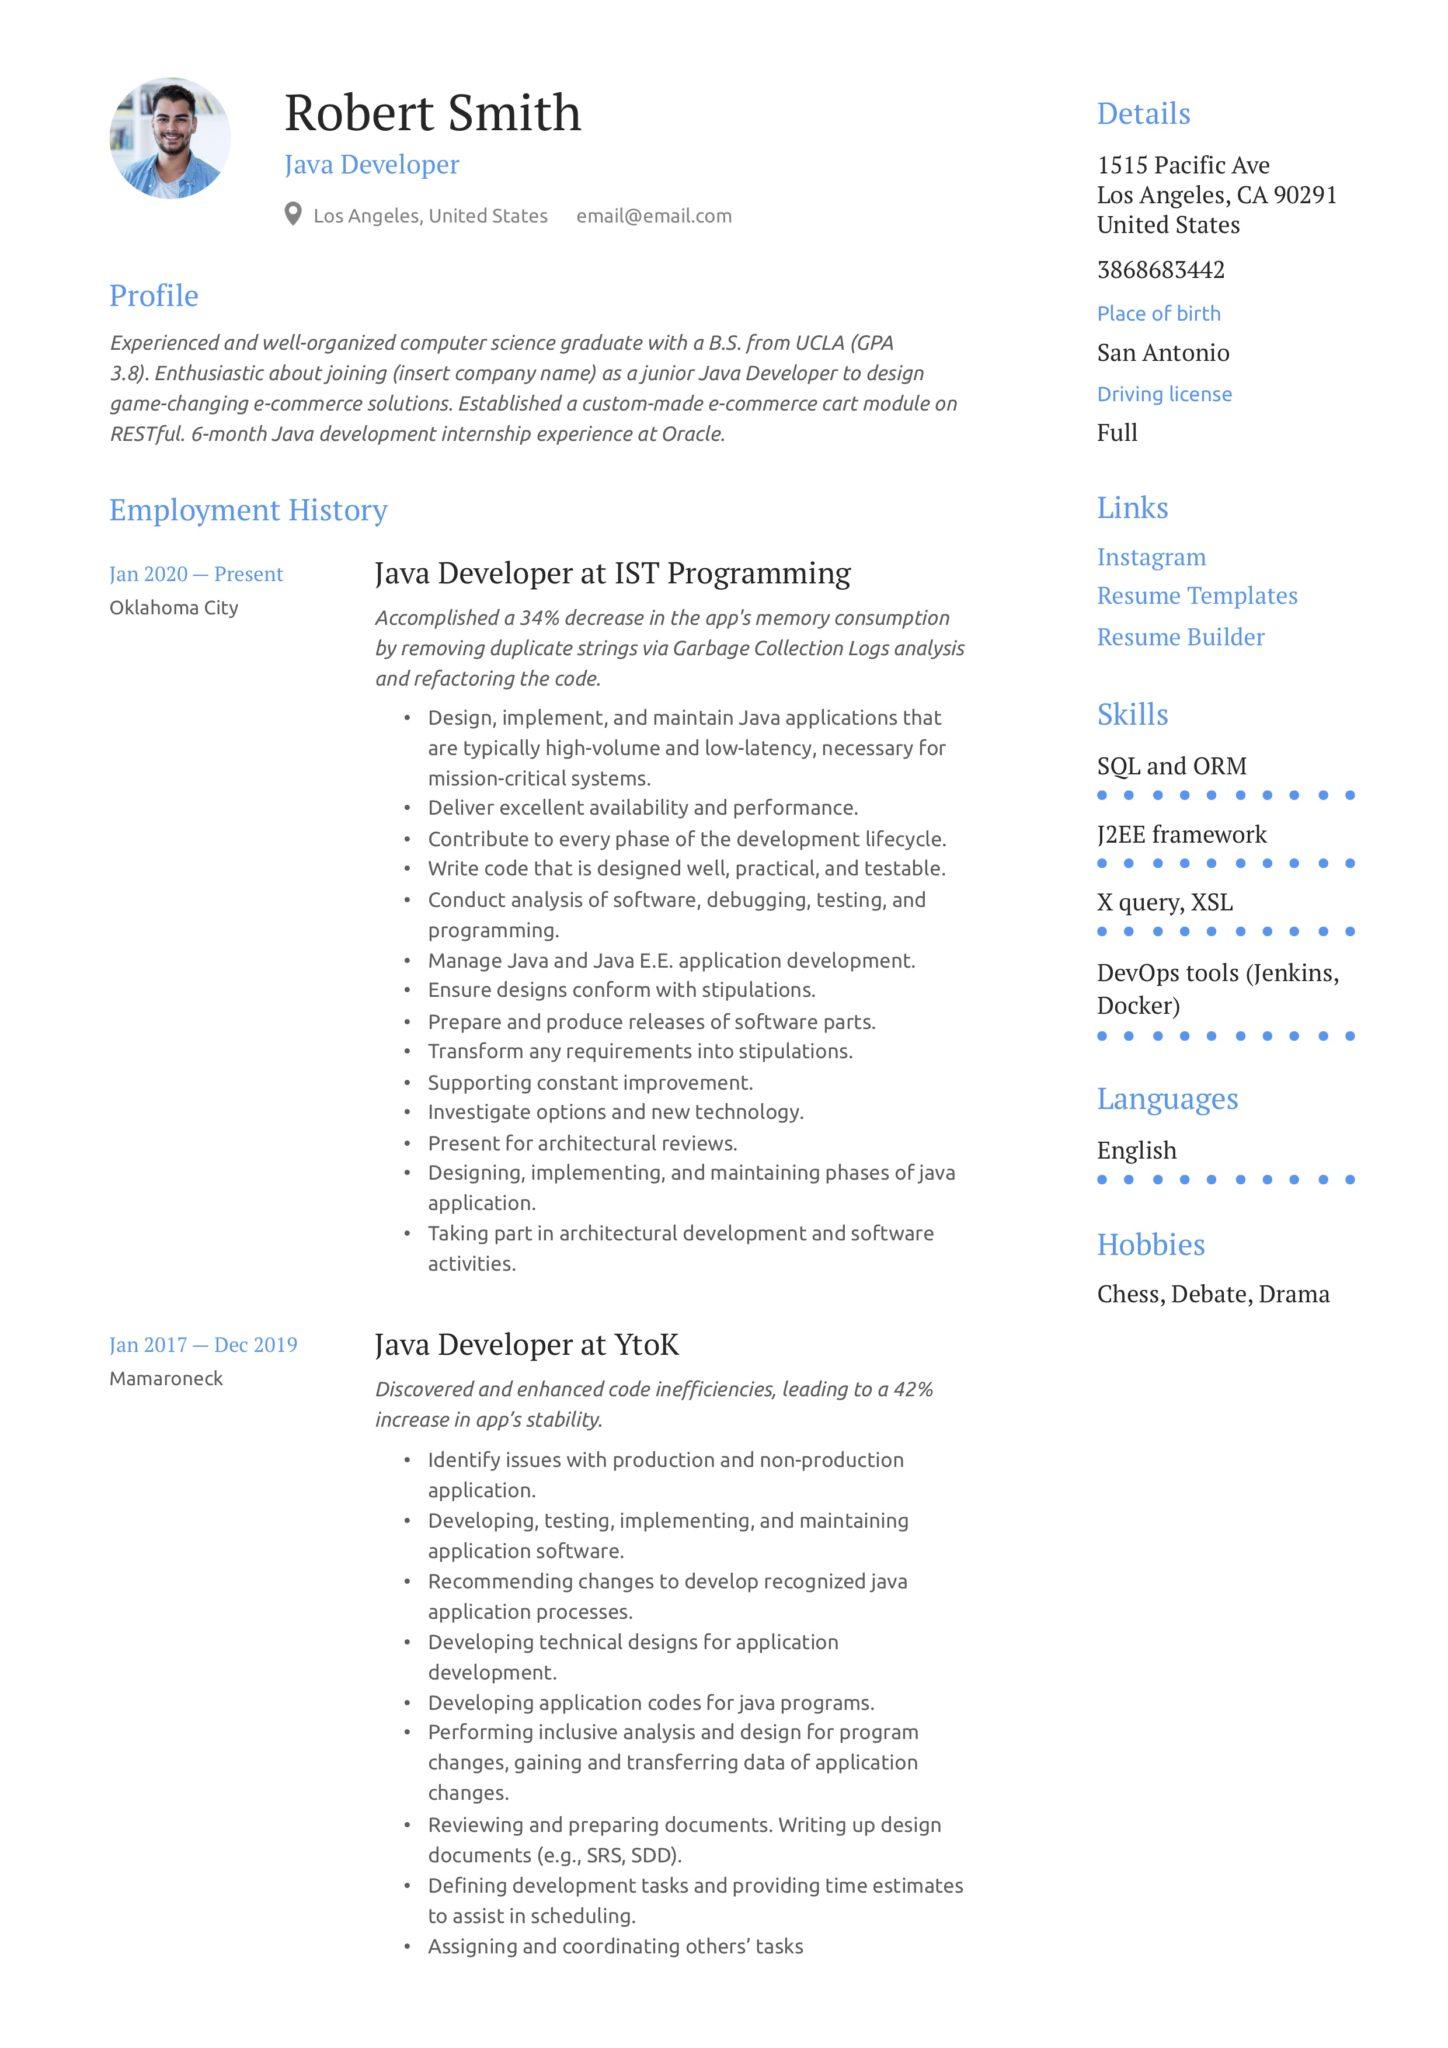 Robert Smith
Java Developer
Los Angeles, United States email@email.com
Profile
Experienced and well-organized computer science graduate with a B.S. from UCLA (GPA
3.8). Enthusiastic about joining (insert company name) as a junior Java Developer to design
game-changing e-commerce solutions. Established a custom-made e-commerce cart module on
RESTful. 6-month Java development internship experience at Oracle.
Employment History
Jan 2020 — Present
Oklahoma City
Java Developer at IST Programming
Accomplished a 34% decrease in the app's memory consumption
by removing duplicate strings via Garbage Collection Logs analysis
and refactoring the code.
• Design, implement, and maintain Java applications that
are typically high-volume and low-latency, necessary for
mission-critical systems.
• Deliver excellent availability and performance.
• Contribute to every phase of the development lifecycle.
• Write code that is designed well, practical, and testable.
• Conduct analysis of software, debugging, testing, and
programming.
• Manage Java and Java E.E. application development.
• Ensure designs conform with stipulations.
• Prepare and produce releases of software parts.
• Transform any requirements into stipulations.
• Supporting constant improvement.
• Investigate options and new technology.
• Present for architectural reviews.
• Designing, implementing, and maintaining phases of java
application.
• Taking part in architectural development and software
activities.
Jan 2017 — Dec 2019
Mamaroneck
Java Developer at YtoK
Discovered and enhanced code inefficiencies, leading to a 42%
increase in app’s stability.
• Identify issues with production and non-production
application.
• Developing, testing, implementing, and maintaining
application software.
• Recommending changes to develop recognized java
application processes.
• Developing technical designs for application
development.
• Developing application codes for java programs.
• Performing inclusive analysis and design for program
changes, gaining and transferring data of application
changes.
• Reviewing and preparing documents. Writing up design
documents (e.g., SRS, SDD).
• Defining development tasks and providing time estimates
to assist in scheduling.
• Assigning and coordinating others’ tasks
Details
1515 Pacific Ave
Los Angeles, CA 90291
United States
3868683442
Place of birth
San Antonio
Driving license
Full
Links
Instagram
Resume Templates
Resume Builder
Skills
SQL and ORM
J2EE framework
X query, XSL
DevOps tools (Jenkins,
Docker)
Languages
English
Hobbies
Chess, Debate, Drama